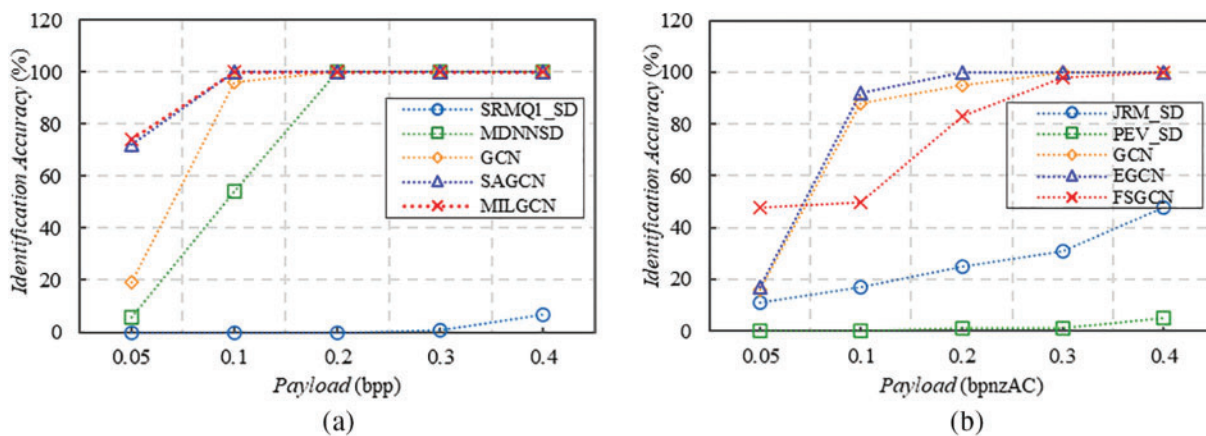 120
100
80
60
40
20
0
Identification Accuracy (%)
SRMQ1_SD
MDNNSD
GCN
SAGCN
MILGCN
0.05 0.1 0.2 0.3 0.4
Payload (bpp)
(a)
120
100
80
60
40
20
0
Identification Accuracy (%)
JRM_SD
PEV_SD
GCN
EGCN
FSGCN
0.05 0.1 0.2 0.3 0.4
Payload (bpnzAC)
(b)